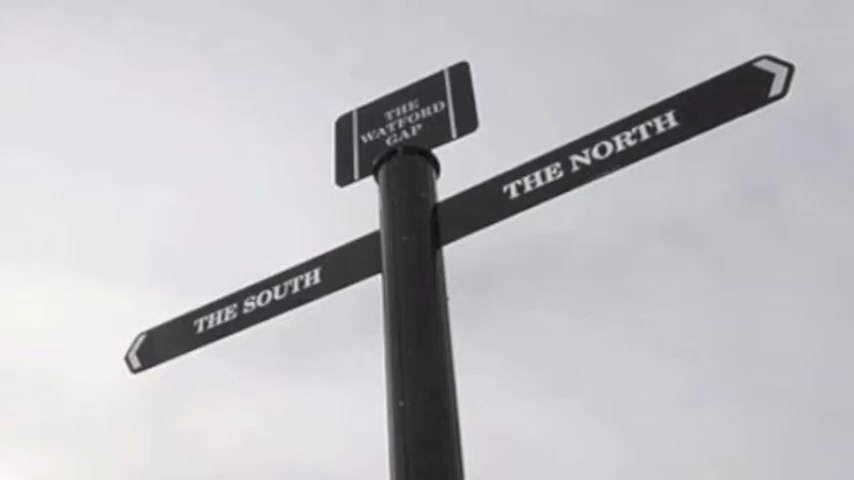 THE
WATFORD
GAP
THE NORTH
THE SOUTH